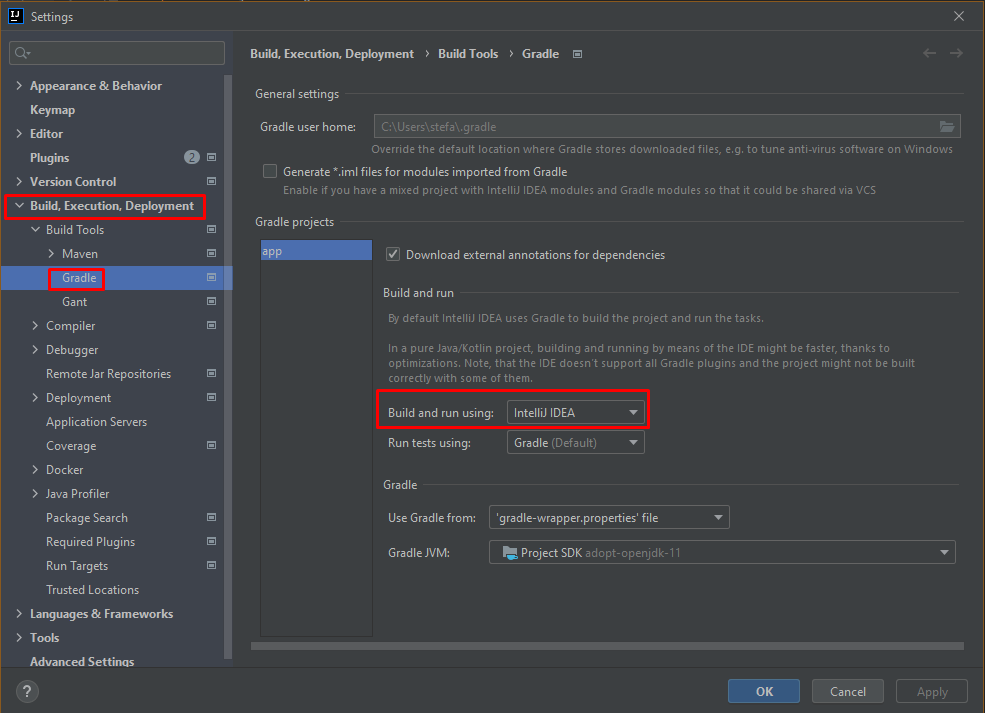 IJ
Settings
Appearance & Behavior
Keymap
Editor
Plugins
2
Version Control
Build, Execution, Deployment
Build Tools
Maven
Gradle
Gant
Compiler
Debugger
Remote Jar Repositories
Deployment
Application Servers
Coverage
Docker
Java Profiler
Package Search
Required Plugins
Run Targets
Trusted Locations
Languages & Frameworks
Tools
Advanced Settings
Build, Execution, Deployment › Build Tools › Gradle
General settings
Gradle user home: C:\Users\stefa\.gradle
Override the default location where Gradle stores downloaded files, e.g. to tune anti-virus software on Windows
Generate *.iml files for modules imported from Gradle
Enable if you have a mixed project with IntelliJ IDEA modules and Gradle modules so that it could be shared via VCS
Gradle projects
app
Download external annotations for dependencies
Build and run
By default IntelliJ IDEA uses Gradle to build the project and run the tasks.
In a pure Java/Kotlin project, building and running by means of the IDE might be faster, thanks to
optimizations. Note, that the IDE doesn't support all Gradle plugins and the project might not be built
correctly with some of them.
Build and run using: IntelliJ IDEA
Run tests using: Gradle (Default)
Gradle
Use Gradle from: 'gradle-wrapper.properties' file
Gradle JVM: Project SDK adopt-openjdk-11
?
OK
Cancel
Apply